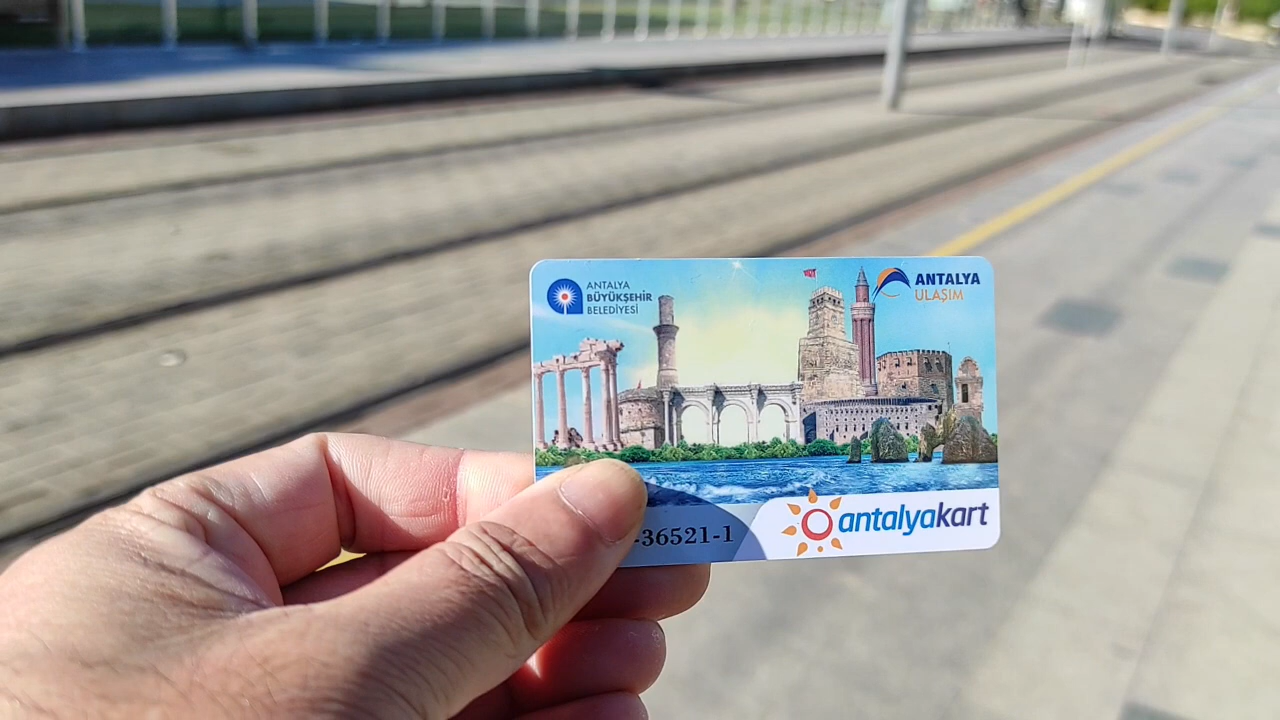 ANTALYA
BÜYÜKŞEHİR
BELEDİYESİ
ANTALYA
ULAŞIM
-36521-1
antalyakart